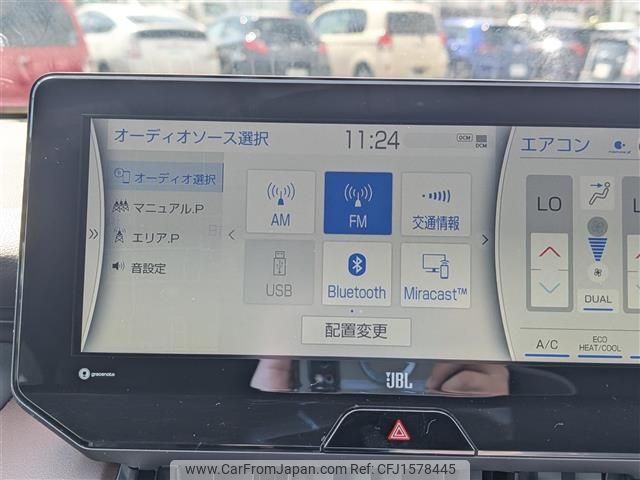 オーディオソース選択
11:24
DCM
DCM
エアコン
オーディオ選択
マニュアル.P
エリア.P
音設定
AM
FM
交通情報
USB
Bluetooth
Miracast™
配置変更
LO
DUAL
A/C
ECO
HEAT/COOL
gracenote
JBL
www.CarFromJapan.com Ref: CFJ1578445